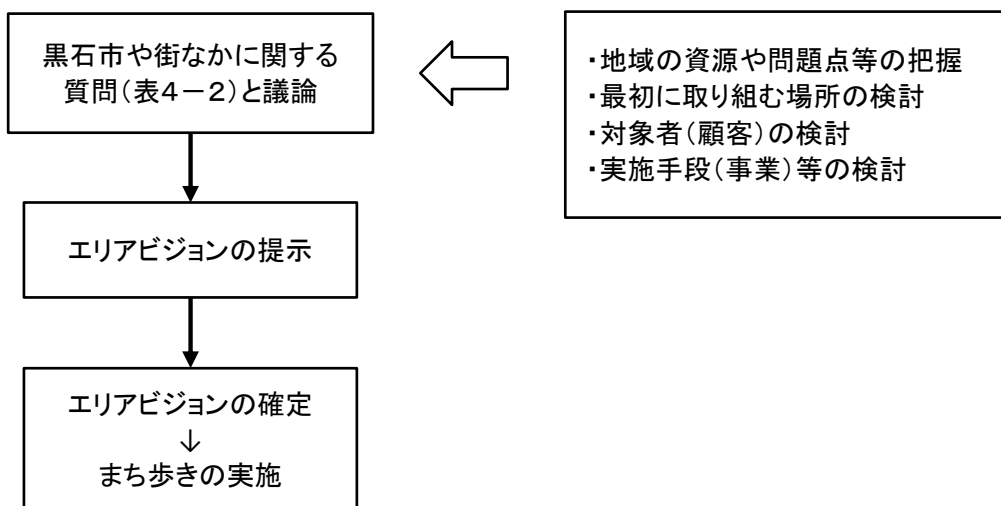 黒石市や街なかに関する
質問（表４－２）と議論
・地域の資源や問題点等の把握
・最初に取り組む場所の検討
・対象者（顧客）の検討
・実施手段（事業）等の検討
エリアビジョンの提示
エリアビジョンの確定
↓
まち歩きの実施